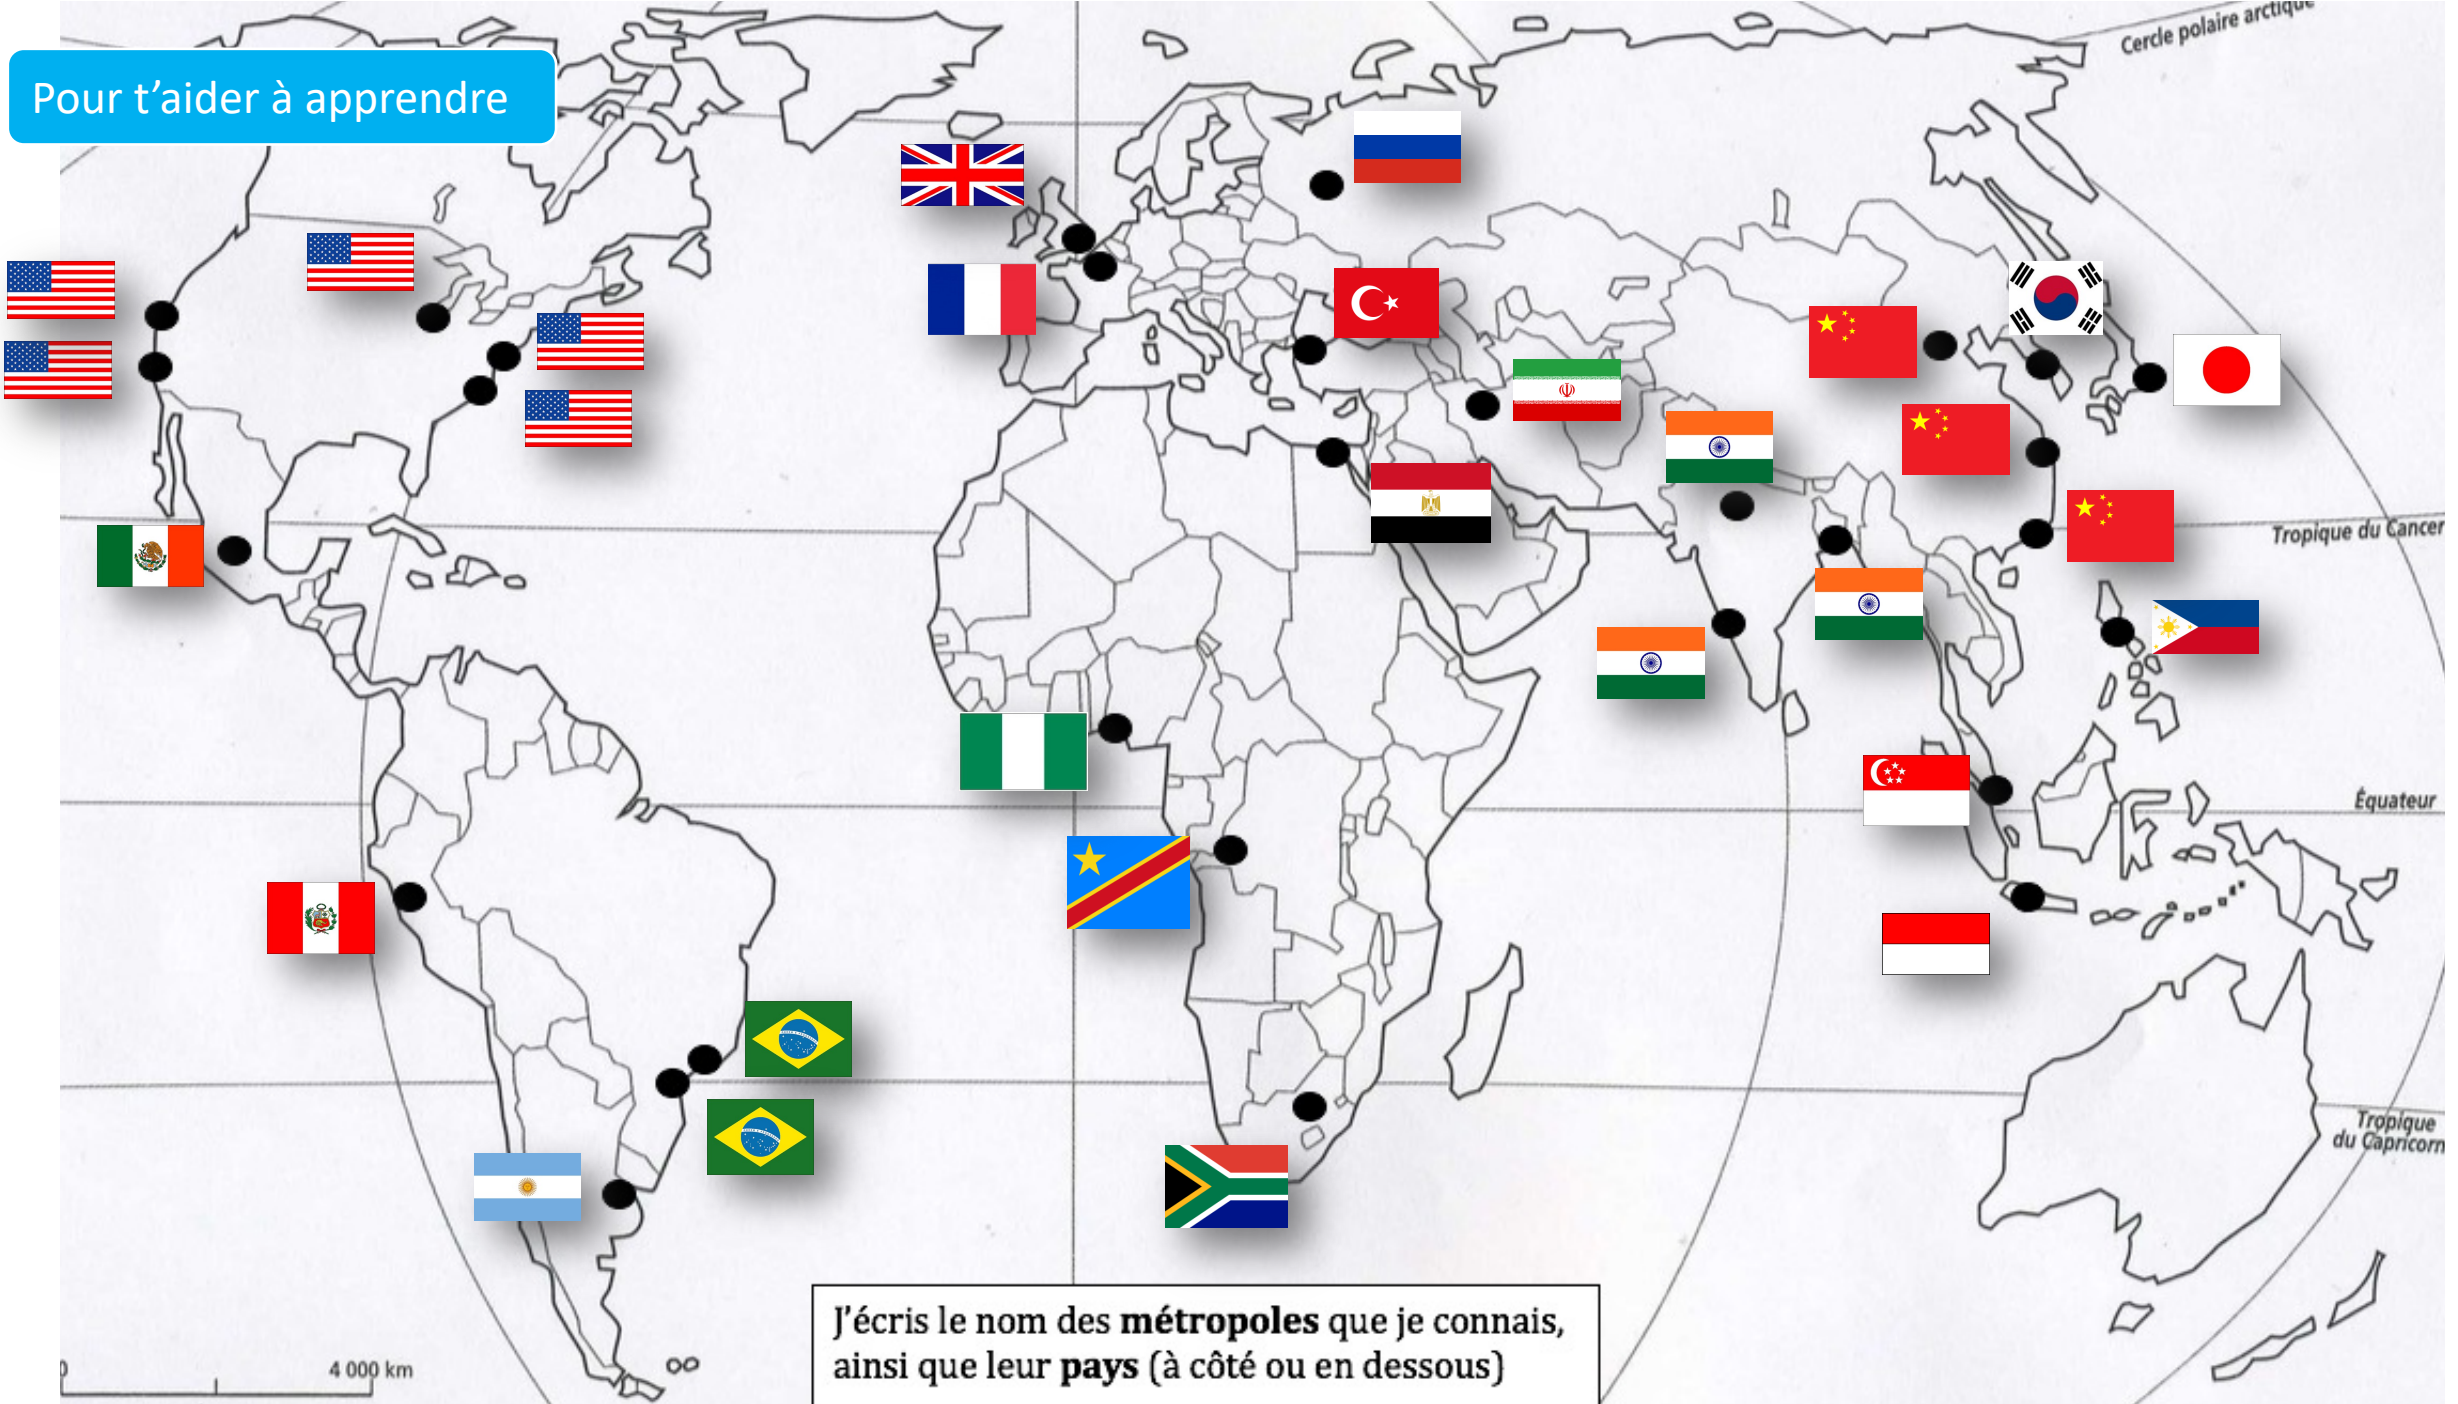 Cercle polaire arctique
Pour t’aider à apprendre
Tropique du Cancer
Équateur
Tropique
du Capricorn
J’écris le nom des métropoles que je connais,
ainsi que leur pays (à côté ou en dessous)
0
4 000 km